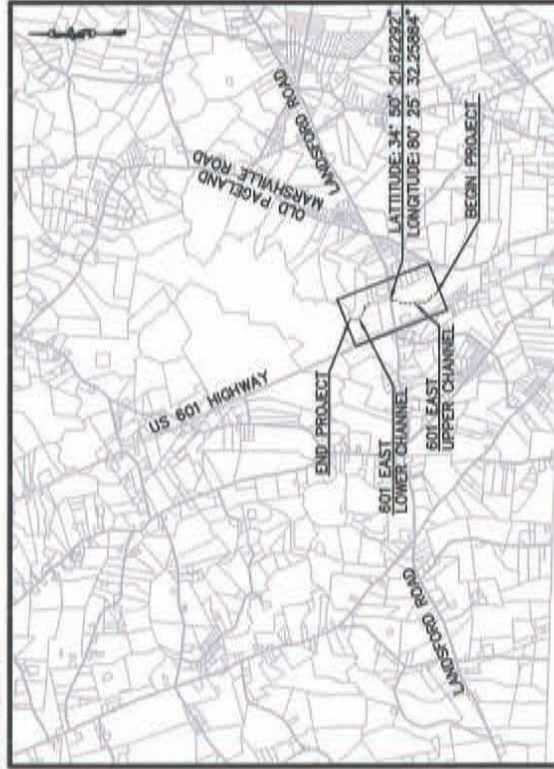 US 601 HIGHWAY
OLD PAGELAND
MARSHVILLE ROAD
LANDSFORD ROAD
END PROJECT
601 EAST
LOWER CHANNEL
LATTITUDE: 34° 50' 21.62292"
LONGITUDE: 80° 25' 32.25884"
601 EAST
UPPER CHANNEL
BEGIN PROJECT
LANDSFORD ROAD